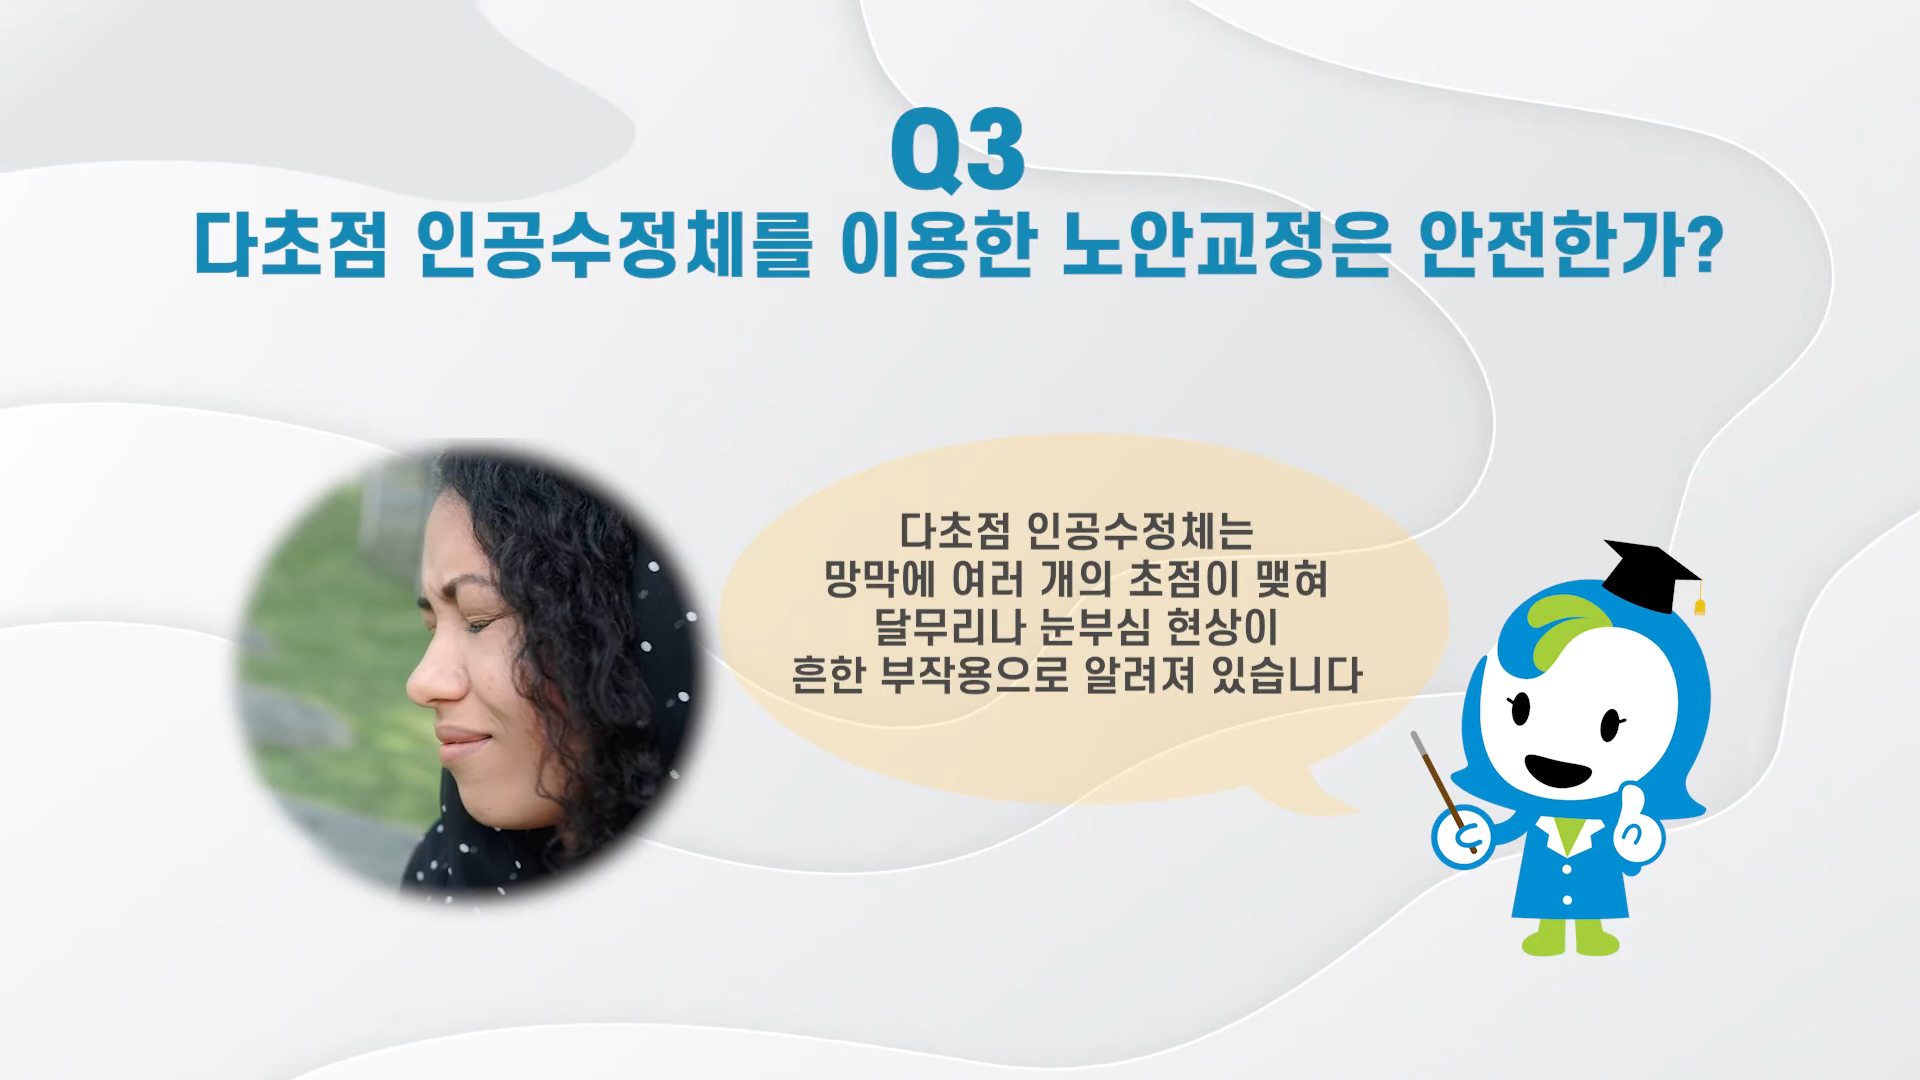 Q3
다초점 인공수정체를 이용한 노안교정은 안전한가?
다초점 인공수정체는
망막에 여러 개의 초점이 맺혀
달무리나 눈부심 현상이
흔한 부작용으로 알려져 있습니다